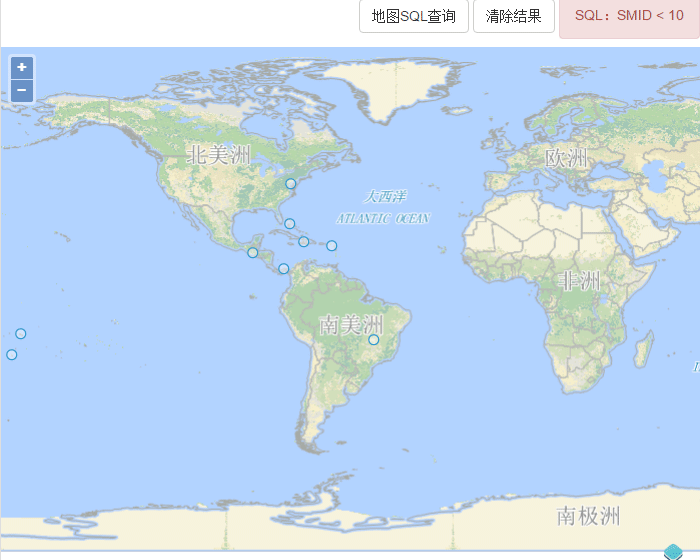 地图SQL查询 清除结果 SQL：SMID < 10
+
−
北美洲
欧洲
大西洋
ATLANTIC OCEAN
非洲
南美洲
南极洲